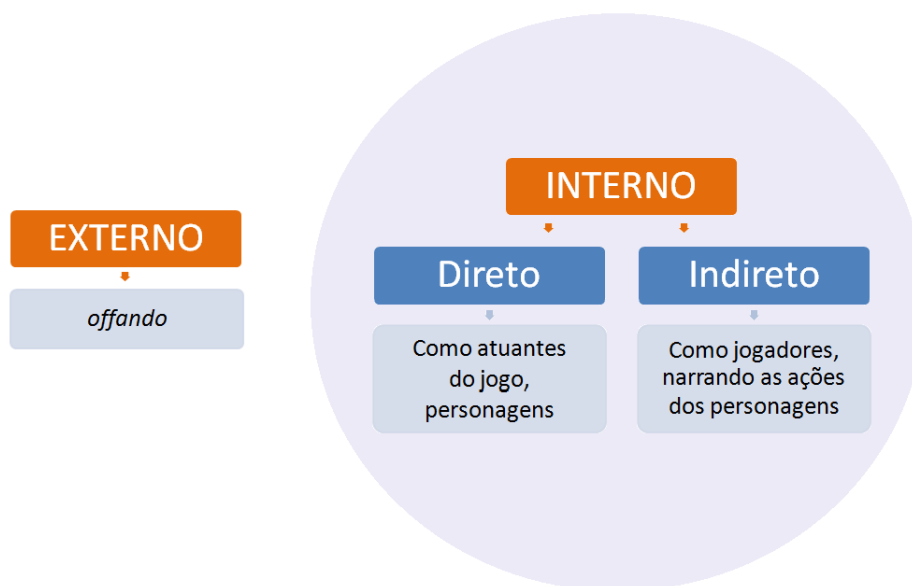 EXTERNO
offando
INTERNO
Direto
Como atuantes
do jogo,
personagens
Indireto
Como jogadores,
narrando as ações
dos personagens